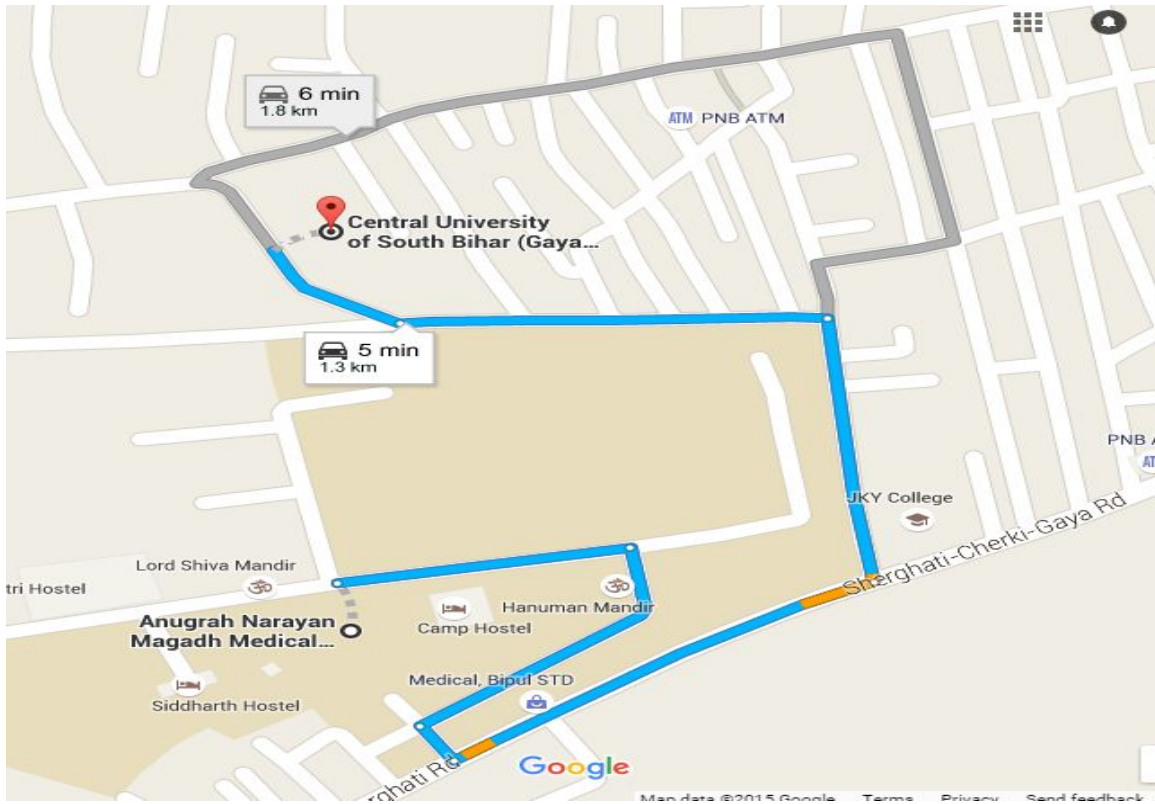 6 min
1.8 km
ATM PNB ATM
Central University
of South Bihar (Gaya...
5 min
1.3 km
PNB
JKY College
Sherghati-Cherki-Gaya Rd
Lord Shiva Mandir
tri Hostel
Hanuman Mandir
Camp Hostel
Anugrah Narayan
Magadh Medical...
Medical, Bipul STD
Siddharth Hostel
Google
rghati Rd
Map data ©2015 Google Terms Privacy Send feedback